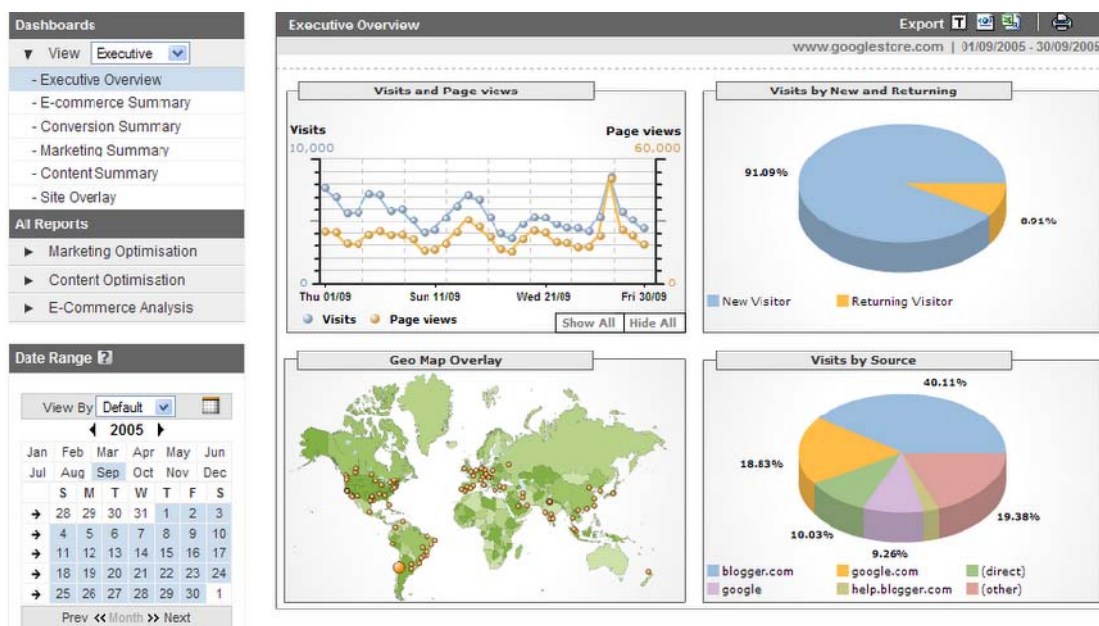 Dashboards
View Executive
- Executive Overview
- E-commerce Summary
- Conversion Summary
- Marketing Summary
- Content Summary
- Site Overlay
All Reports
Marketing Optimisation
Content Optimisation
E-Commerce Analysis
Date Range ?
View By Default
2005
Jan Feb Mar Apr May Jun
Jul Aug Sep Oct Nov Dec
S M T W T F S
28 29 30 31 1 2 3
4 5 6 7 8 9 10
11 12 13 14 15 16 17
18 19 20 21 22 23 24
25 26 27 28 29 30 1
Prev << Month >> Next
Executive Overview
Export T
www.googlestore.com | 01/09/2005 - 30/09/2005
Visits and Page views
Visits Page views
10,000 60,000
0 0
Thu 01/09 Sun 11/09 Wed 21/09 Fri 30/09
Visits Page views
Show All Hide All
Visits by New and Returning
91.09%
8.91%
New Visitor Returning Visitor
Geo Map Overlay
Visits by Source
40.11%
18.83%
19.38%
10.03%
9.26%
blogger.com google.com (direct)
google help.blogger.com (other)